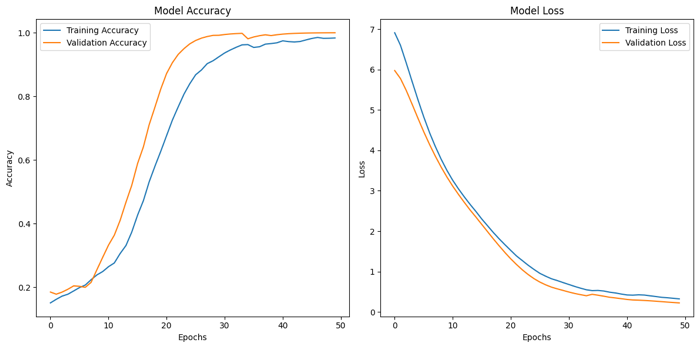 Model Accuracy
Training Accuracy
Validation Accuracy
1.0
0.8
0.6
0.4
0.2
Accuracy
0
10
20
30
40
50
Epochs
Model Loss
Training Loss
Validation Loss
7
6
5
4
3
2
1
0
Loss
0
10
20
30
40
50
Epochs